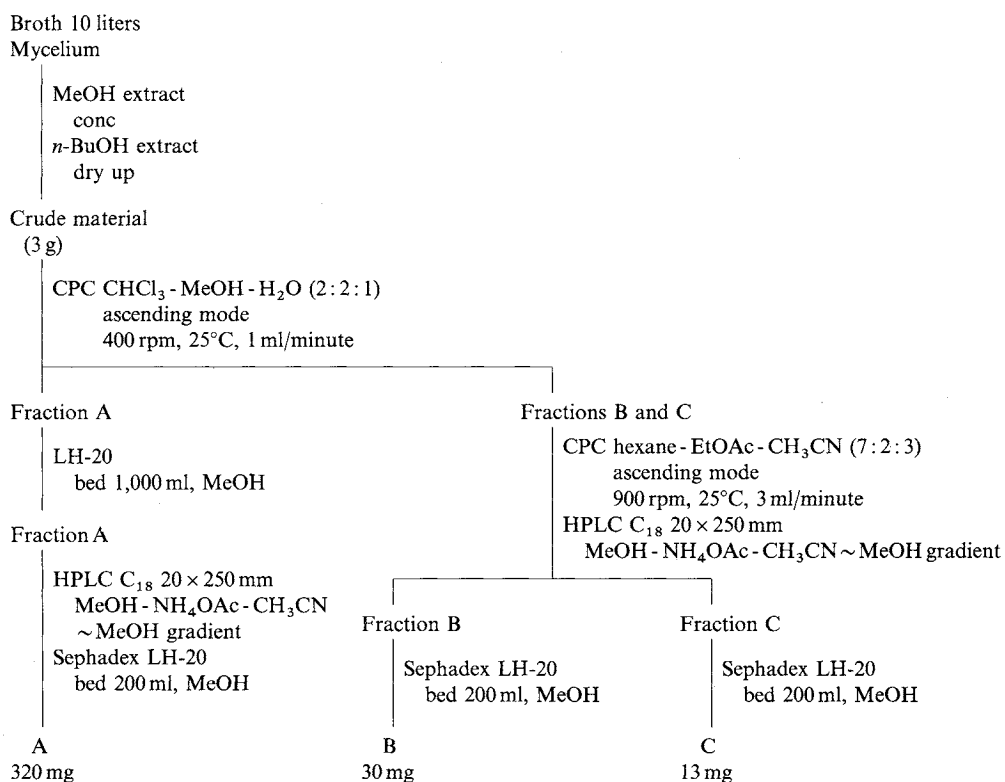 Broth 10 liters
Mycelium
MeOH extract
conc
n-BuOH extract
dry up
Crude material
(3 g)
CPC CHCl₃ - MeOH - H₂O (2 : 2 : 1)
ascending mode
400 rpm, 25°C, 1 ml/minute
Fraction A
LH-20
bed 1,000 ml, MeOH
Fraction A
HPLC C₁₈ 20 × 250 mm
MeOH - NH₄OAc - CH₃CN
~ MeOH gradient
Sephadex LH-20
bed 200 ml, MeOH
A
320 mg
Fractions B and C
CPC hexane - EtOAc - CH₃CN (7 : 2 : 3)
ascending mode
900 rpm, 25°C, 3 ml/minute
HPLC C₁₈ 20 × 250 mm
MeOH - NH₄OAc - CH₃CN ~ MeOH gradient
Fraction B
Sephadex LH-20
bed 200 ml, MeOH
B
30 mg
Fraction C
Sephadex LH-20
bed 200 ml, MeOH
C
13 mg